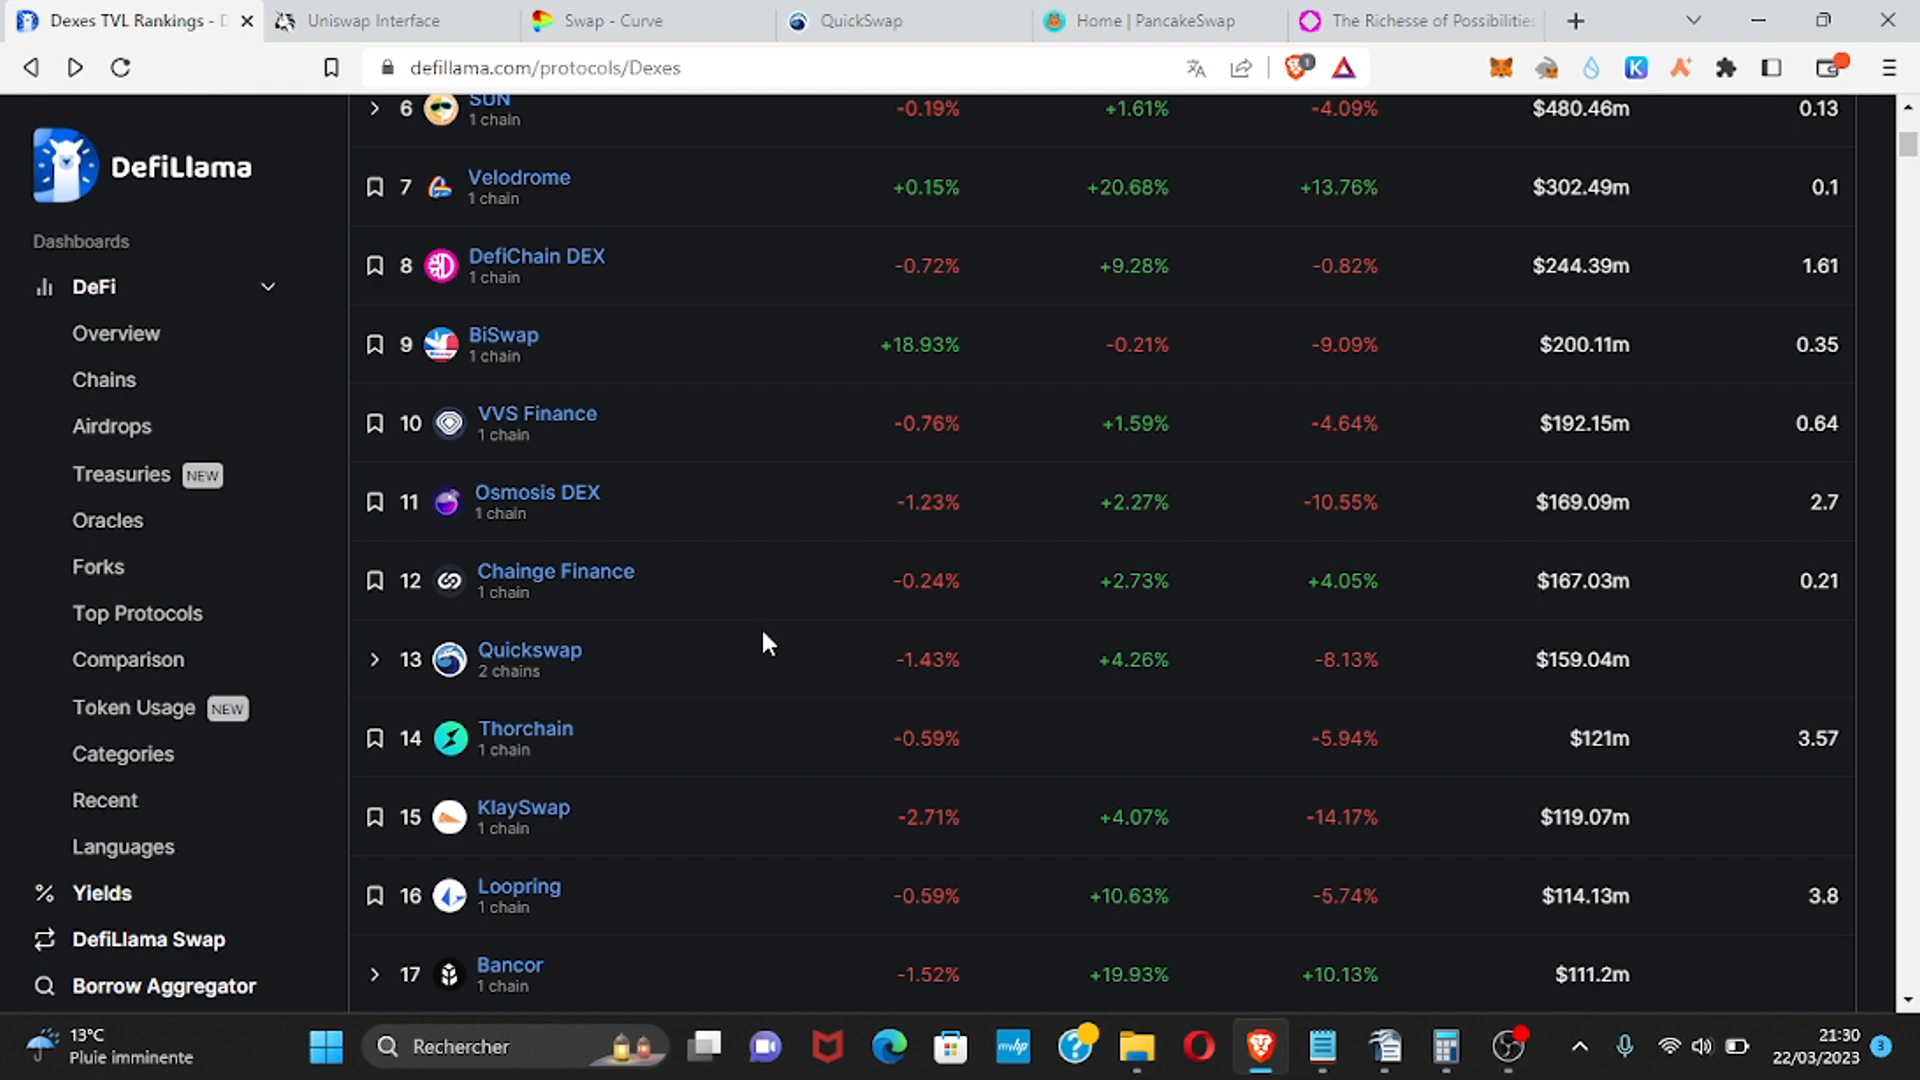 Dexes TVL Rankings - D
Uniswap Interface
Swap - Curve
QuickSwap
Home | PancakeSwap
The Richesse of Possibilities
defillama.com/protocols/Dexes
1
DefiLlama
Dashboards
DeFi
Overview
Chains
Airdrops
Treasuries NEW
Oracles
Forks
Top Protocols
Comparison
Token Usage NEW
Categories
Recent
Languages
Yields
DefiLlama Swap
Borrow Aggregator
6 SUN -0.19% +1.61% -4.09% $480.46m 0.13
1 chain
7 Velodrome +0.15% +20.68% +13.76% $302.49m 0.1
1 chain
8 DefiChain DEX -0.72% +9.28% -0.82% $244.39m 1.61
1 chain
9 BiSwap +18.93% -0.21% -9.09% $200.11m 0.35
1 chain
10 VVS Finance -0.76% +1.59% -4.64% $192.15m 0.64
1 chain
11 Osmosis DEX -1.23% +2.27% -10.55% $169.09m 2.7
1 chain
12 Chainge Finance -0.24% +2.73% +4.05% $167.03m 0.21
1 chain
13 Quickswap -1.43% +4.26% -8.13% $159.04m
2 chains
14 Thorchain -0.59% -5.94% $121m 3.57
1 chain
15 KlaySwap -2.71% +4.07% -14.17% $119.07m
1 chain
16 Loopring -0.59% +10.63% -5.74% $114.13m 3.8
1 chain
17 Bancor -1.52% +19.93% +10.13% $111.2m
1 chain
13°C
Pluie imminente
Rechercher
myhp
21:30
22/03/2023
3